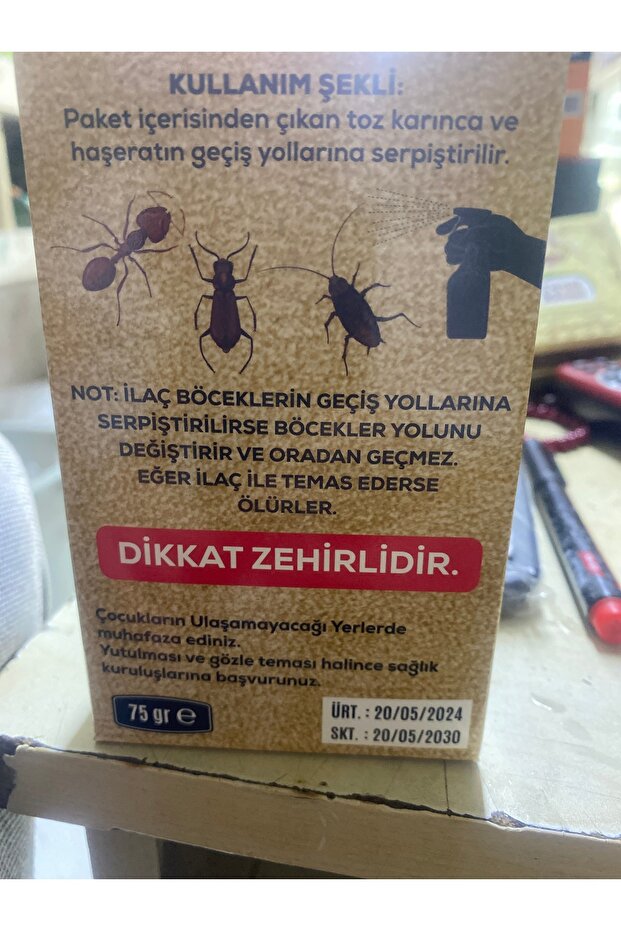 KULLANIM ŞEKLİ:
Paket içerisinden çıkan toz karınca ve
haşeratın geçiş yollarına serpiştirilir.
NOT: İLAÇ BÖCEKLERİN GEÇİŞ YOLLARINA
SERPİŞTİRİLİRSE BÖCEKLER YOLUNU
DEĞİŞTİRİR VE ORADAN GEÇMEZ.
EĞER İLAÇ İLE TEMAS EDERSE
ÖLÜRLER.
DİKKAT ZEHİRLİDİR.
Çocukların Ulaşamayacağı Yerlerde
muhafaza ediniz.
Yutulması ve gözle teması halince sağlık
kuruluşlarına başvurunuz.
75 gr ℮
ÜRT. : 20/05/2024
SKT. : 20/05/2030